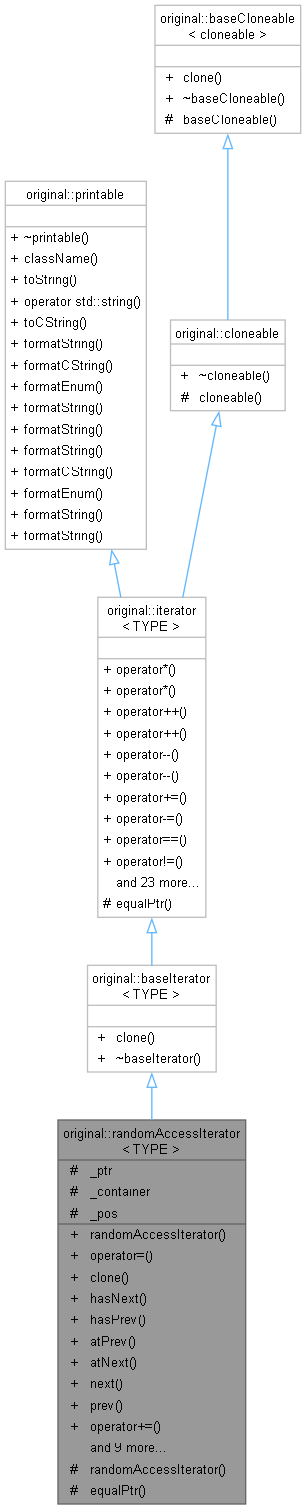 original::baseCloneable
< cloneable >
+ clone()
+ ~baseCloneable()
# baseCloneable()
original::printable
+ ~printable()
+ className()
+ toString()
+ operator std::string()
+ toCString()
+ formatString()
+ formatCString()
+ formatEnum()
+ formatString()
+ formatString()
+ formatString()
+ formatCString()
+ formatEnum()
+ formatString()
+ formatString()
original::cloneable
+ ~cloneable()
# cloneable()
original::iterator
< TYPE >
+ operator*()
+ operator*()
+ operator++()
+ operator++()
+ operator--()
+ operator--()
+ operator+=()
+ operator-=()
+ operator==()
+ operator!=()
and 23 more...
# equalPtr()
original::baseIterator
< TYPE >
+ clone()
+ ~baseIterator()
original::randomAccessIterator
< TYPE >
# _ptr
# _container
# _pos
+ randomAccessIterator()
+ operator=()
+ clone()
+ hasNext()
+ hasPrev()
+ atPrev()
+ atNext()
+ next()
+ prev()
+ operator+=()
and 9 more...
# randomAccessIterator()
# equalPtr()